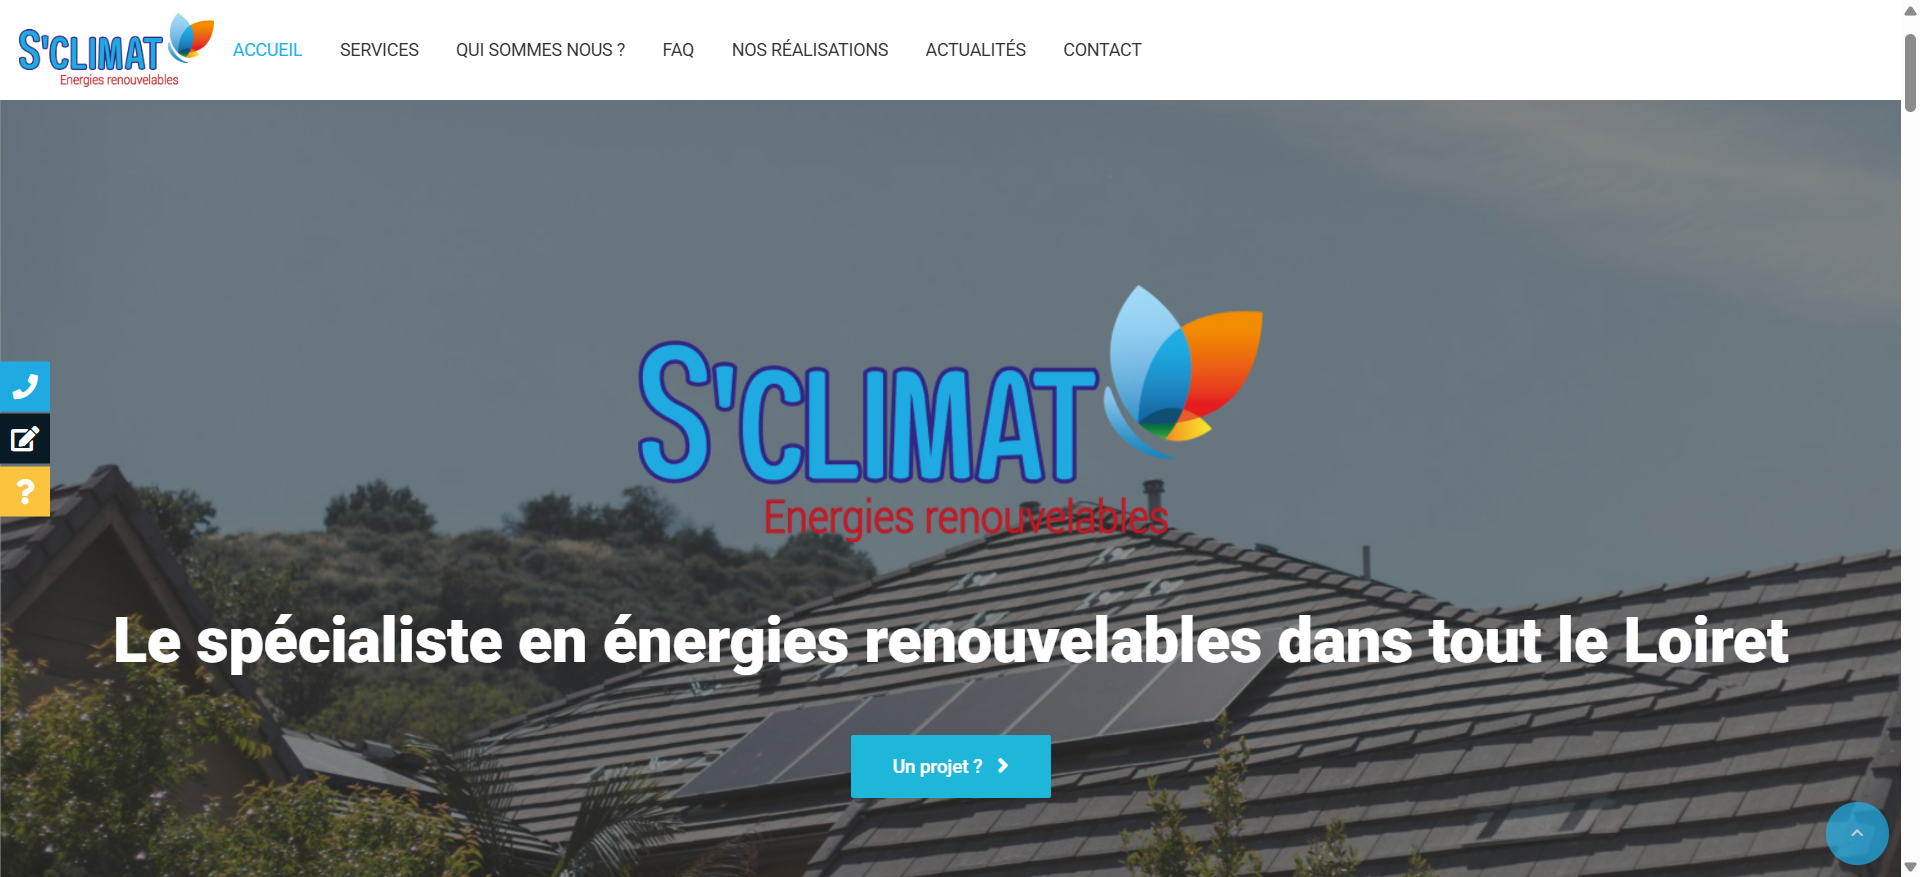 S'CLIMAT
Energies renouvelables
ACCUEIL
SERVICES
QUI SOMMES NOUS ?
FAQ
NOS RÉALISATIONS
ACTUALITÉS
CONTACT
S'CLIMAT
Energies renouvelables
?
Le spécialiste en énergies renouvelables dans tout le Loiret
Un projet ?